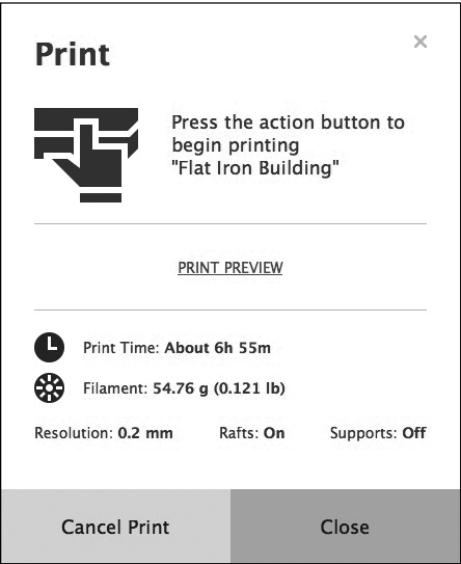 Print
×
Press the action button to
begin printing
"Flat Iron Building"
PRINT PREVIEW
Print Time: About 6h 55m
Filament: 54.76 g (0.121 lb)
Resolution: 0.2 mm Rafts: On Supports: Off
Cancel Print Close